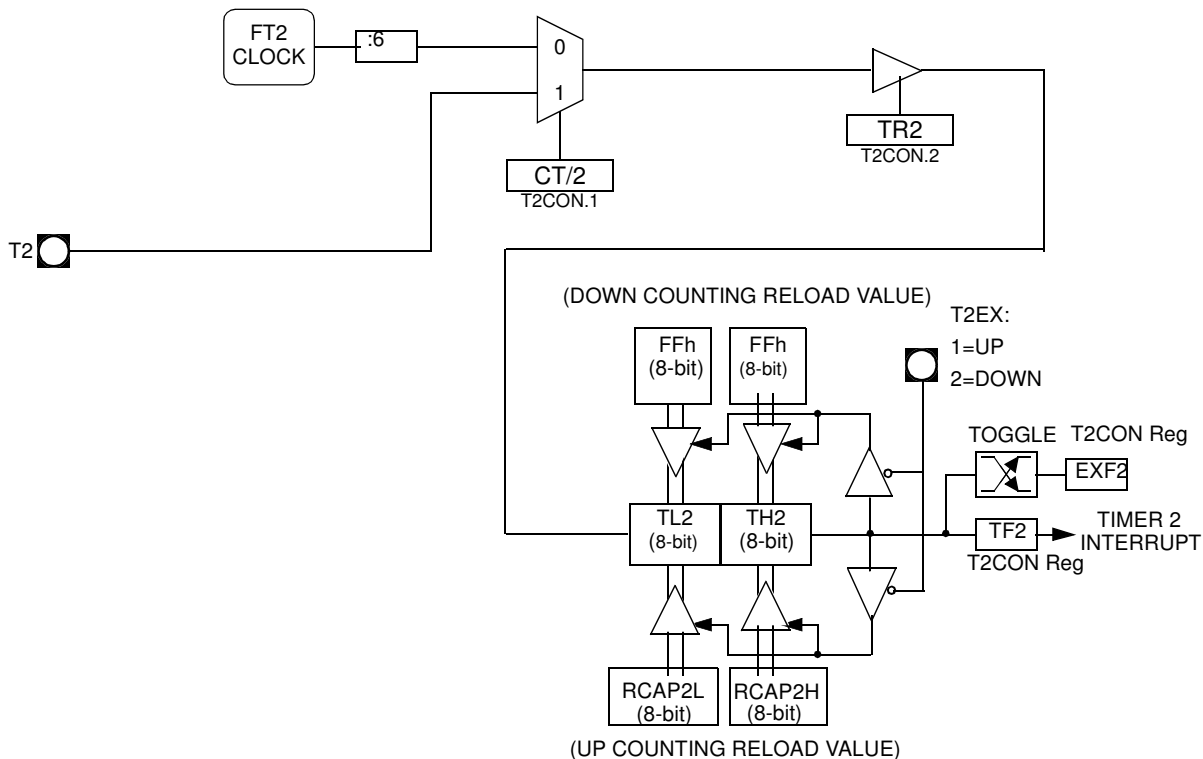 FT2
CLOCK
:6
0
1
TR2
T2CON.2
CT/2
T2CON.1
T2
(DOWN COUNTING RELOAD VALUE)
T2EX:
1=UP
2=DOWN
FFh
(8-bit)
FFh
(8-bit)
TOGGLE
T2CON Reg
EXF2
TL2
(8-bit)
TH2
(8-bit)
TF2
TIMER 2
INTERRUPT
T2CON Reg
RCAP2L
(8-bit)
RCAP2H
(8-bit)
(UP COUNTING RELOAD VALUE)